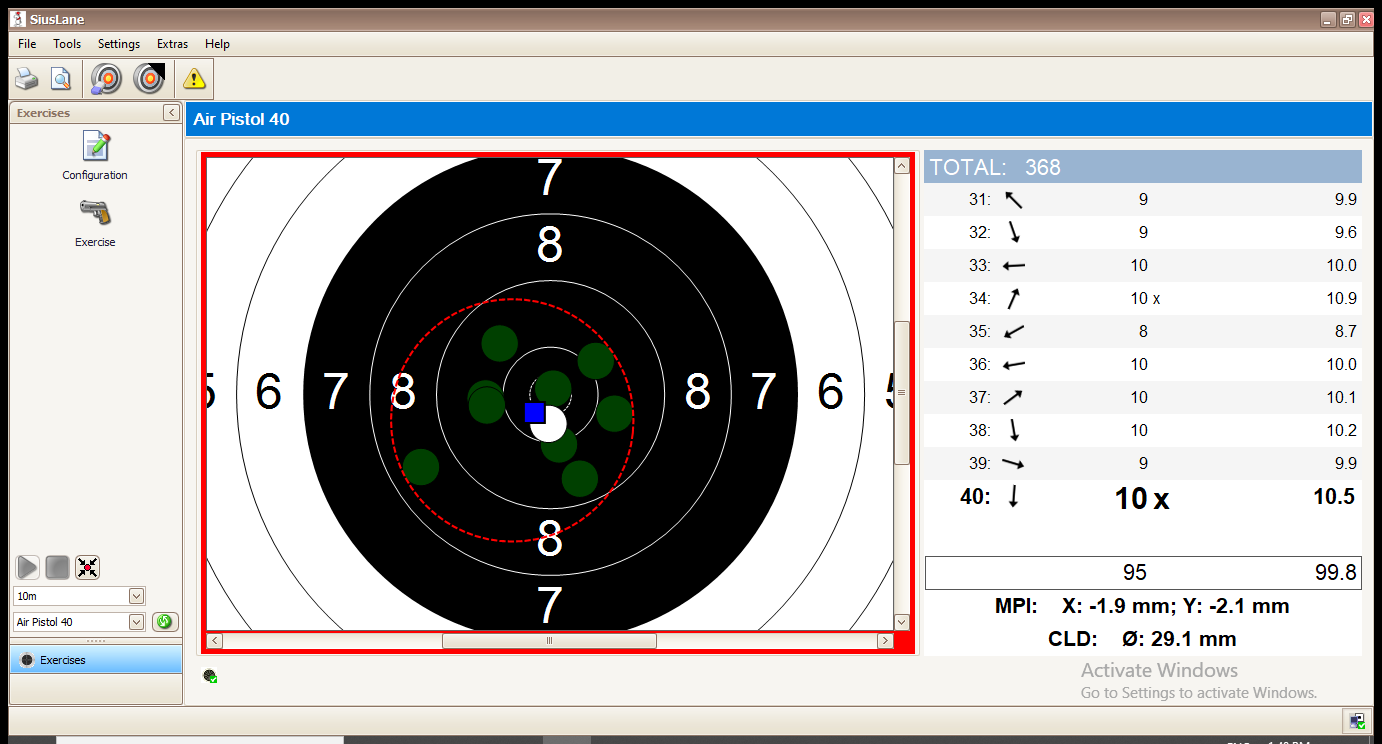 SiusLane
File Tools Settings Extras Help
Exercises
Configuration
Exercise
10m
Air Pistol 40
Exercises
Air Pistol 40
7
8
5 6 7 8 8 7 6 5
8
7
TOTAL: 368
31: 9 9.9
32: 9 9.6
33: 10 10.0
34: 10 x 10.9
35: 8 8.7
36: 10 10.0
37: 10 10.1
38: 10 10.2
39: 9 9.9
40: 10 x 10.5
95 99.8
MPI: X: -1.9 mm; Y: -2.1 mm
CLD: Ø: 29.1 mm
Activate Windows
Go to Settings to activate Windows.